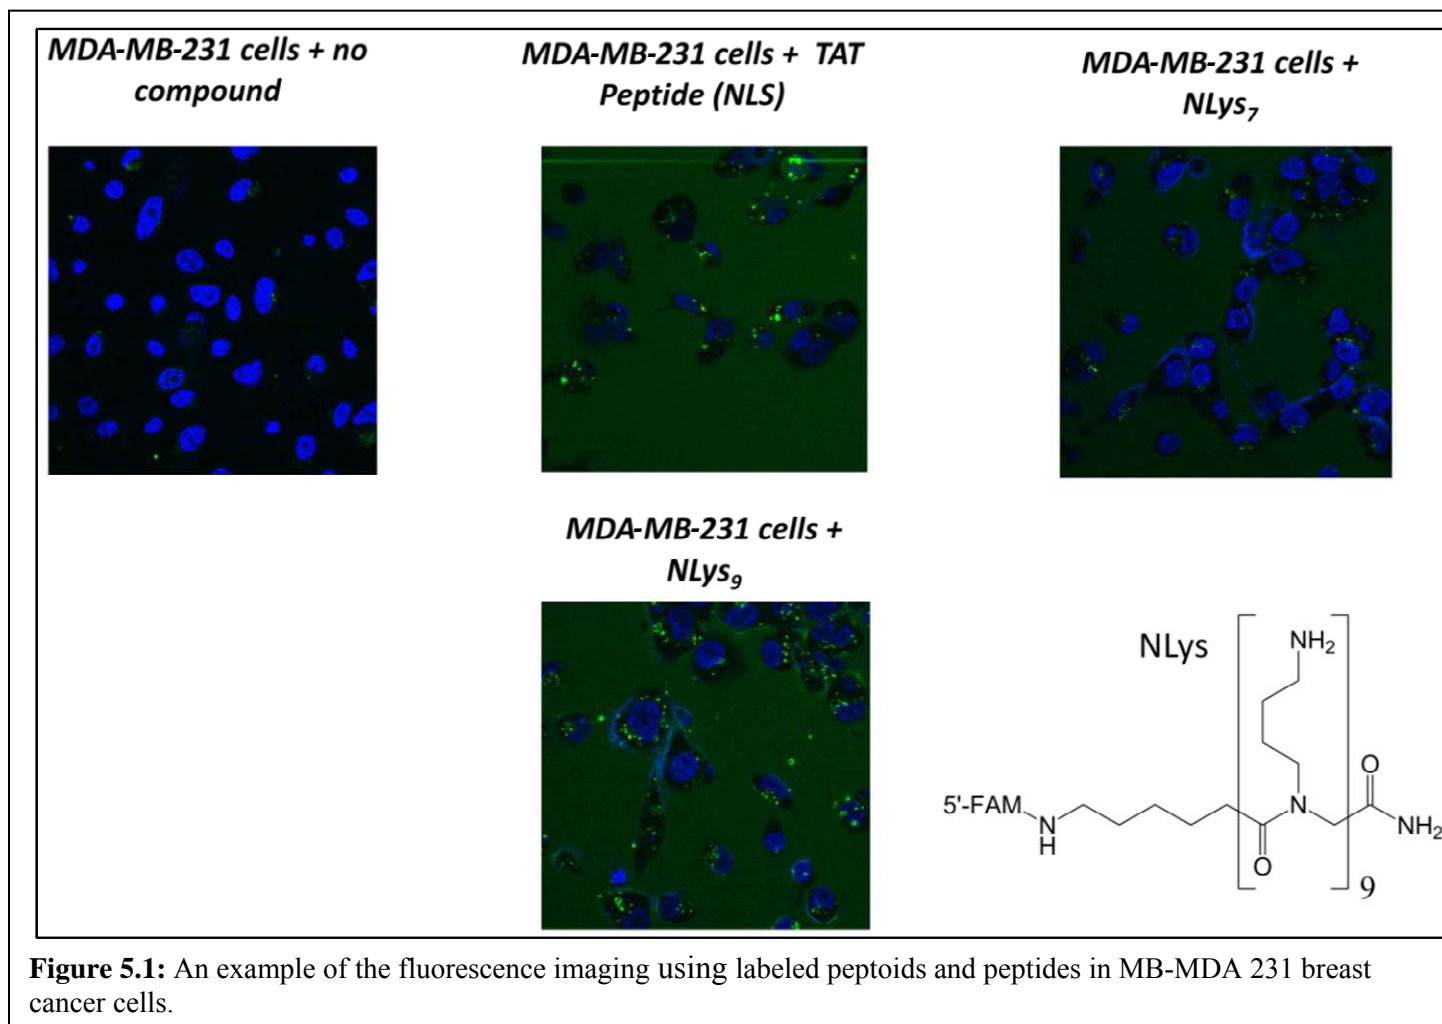 MDA-MB-231 cells + no
compound
MDA-MB-231 cells + TAT
Peptide (NLS)
MDA-MB-231 cells +
NLys7
MDA-MB-231 cells +
NLys9
NLys
NH2
5'-FAM
N
H
O
N
O
NH2
9
Figure 5.1: An example of the fluorescence imaging using labeled peptoids and peptides in MB-MDA 231 breast
cancer cells.